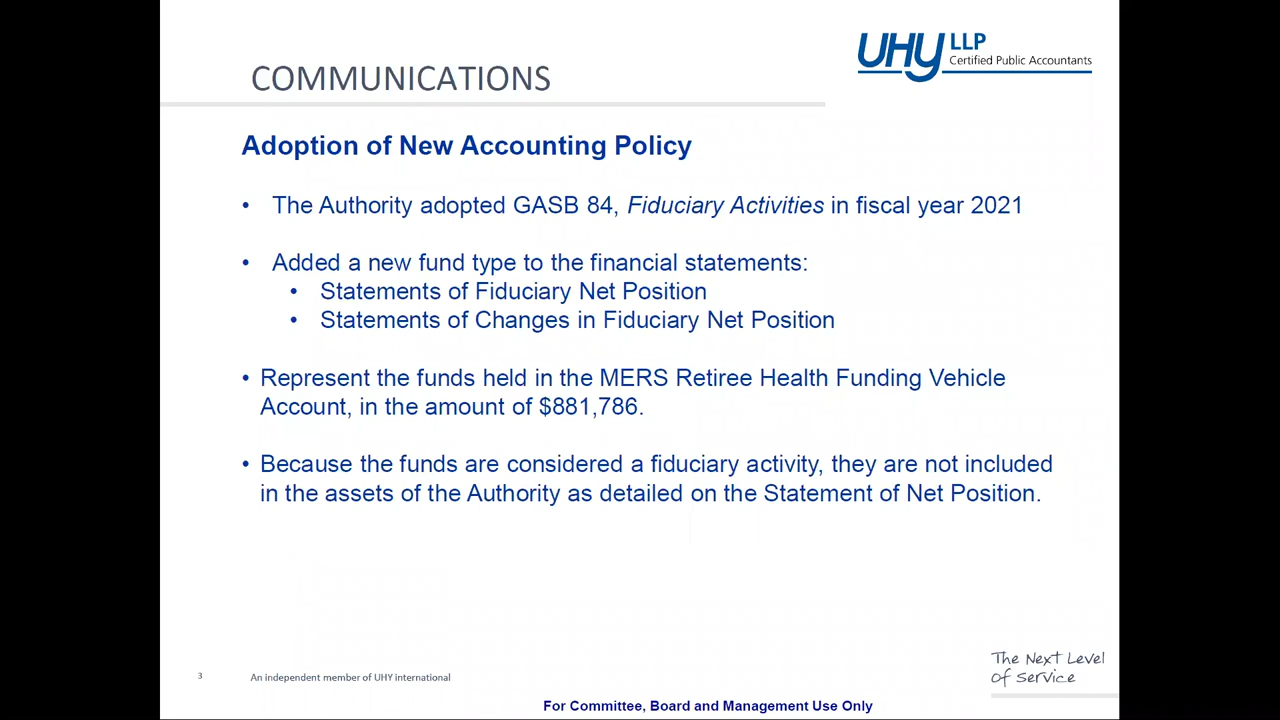 UHY LLP
Certified Public Accountants
COMMUNICATIONS
Adoption of New Accounting Policy
• The Authority adopted GASB 84, Fiduciary Activities in fiscal year 2021
• Added a new fund type to the financial statements:
• Statements of Fiduciary Net Position
• Statements of Changes in Fiduciary Net Position
• Represent the funds held in the MERS Retiree Health Funding Vehicle
Account, in the amount of $881,786.
• Because the funds are considered a fiduciary activity, they are not included
in the assets of the Authority as detailed on the Statement of Net Position.
The Next Level
Of Service
3 An independent member of UHY international
For Committee, Board and Management Use Only